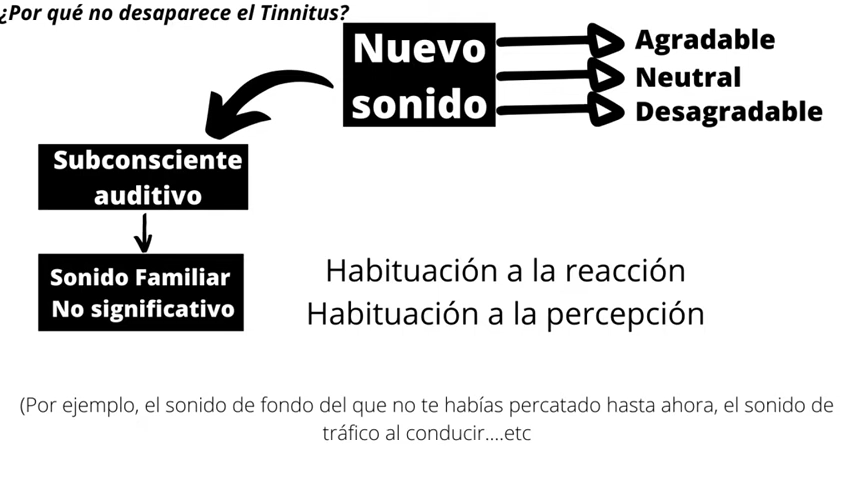 ¿Por qué no desaparece el Tinnitus?
Nuevo
sonido
Agradable
Neutral
Desagradable
Subconsciente
auditivo
Sonido Familiar
No significativo
Habituación a la reacción
Habituación a la percepción
(Por ejemplo, el sonido de fondo del que no te habías percatado hasta ahora, el sonido de
tráfico al conducir....etc